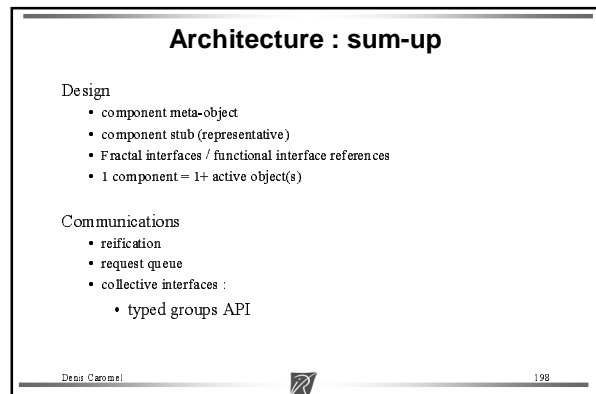 Architecture : sum-up
Design
• component meta-object
• component stub (representative)
• Fractal interfaces / functional interface references
• 1 component = 1+ active object(s)
Communications
• reification
• request queue
• collective interfaces :
• typed groups API
Denis Caromel
198